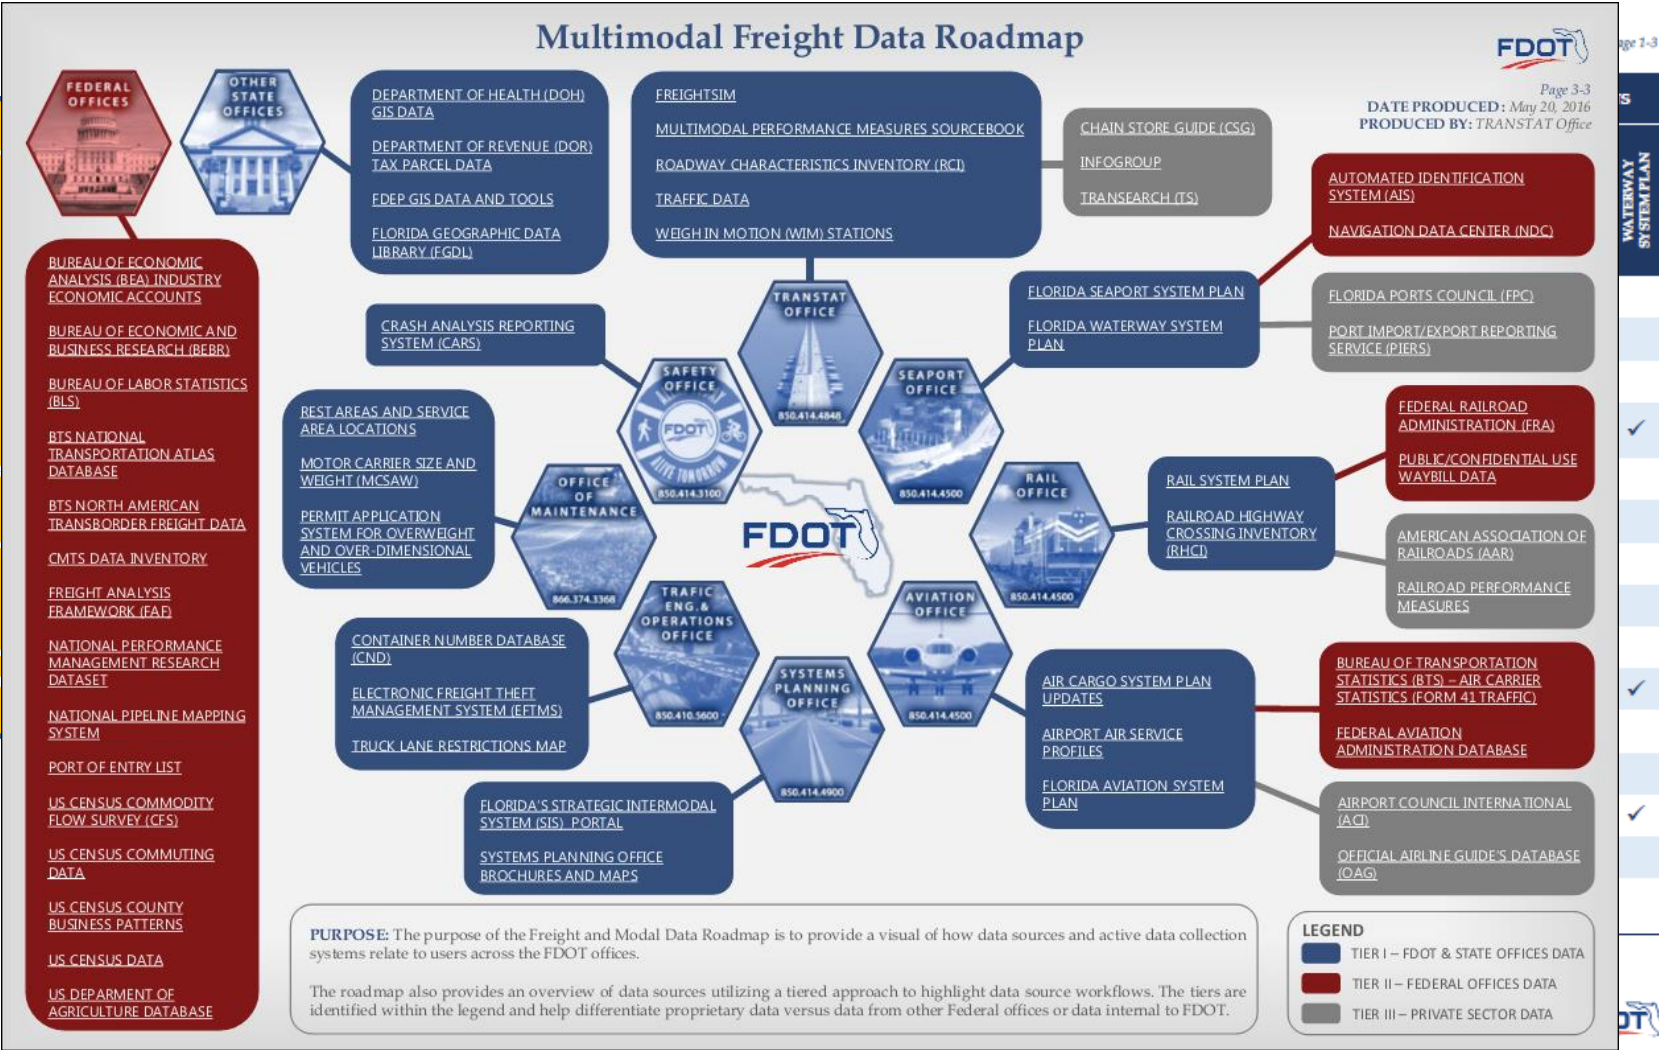 Multimodal Freight Data Roadmap
FDOT
Page 3-3
DATE PRODUCED: May 20, 2016
PRODUCED BY: TRANSTAT Office
FEDERAL
OFFICES
OTHER
STATE
OFFICES
DEPARTMENT OF HEALTH (DOH)
GIS DATA
DEPARTMENT OF REVENUE (DOR)
TAX PARCEL DATA
FDEP GIS DATA AND TOOLS
FLORIDA GEOGRAPHIC DATA
LIBRARY (FGDL)
FREIGHTSIM
MULTIMODAL PERFORMANCE MEASURES SOURCEBOOK
ROADWAY CHARACTERISTICS INVENTORY (RCI)
TRAFFIC DATA
WEIGH IN MOTION (WIM) STATIONS
CHAIN STORE GUIDE (CSG)
INFOGROUP
TRANSEARCH (TS)
AUTOMATED IDENTIFICATION
SYSTEM (AIS)
NAVIGATION DATA CENTER (NDC)
BUREAU OF ECONOMIC
ANALYSIS (BEA) INDUSTRY
ECONOMIC ACCOUNTS
BUREAU OF ECONOMIC AND
BUSINESS RESEARCH (BEBR)
BUREAU OF LABOR STATISTICS
(BLS)
BTS NATIONAL
TRANSPORTATION ATLAS
DATABASE
BTS NORTH AMERICAN
TRANSBORDER FREIGHT DATA
CMTS DATA INVENTORY
FREIGHT ANALYSIS
FRAMEWORK (FAF)
NATIONAL PERFORMANCE
MANAGEMENT RESEARCH
DATASET
NATIONAL PIPELINE MAPPING
SYSTEM
PORT OF ENTRY LIST
US CENSUS COMMODITY
FLOW SURVEY (CFS)
US CENSUS COMMUTING
DATA
US CENSUS COUNTY
BUSINESS PATTERNS
US CENSUS DATA
US DEPARMENT OF
AGRICULTURE DATABASE
CRASH ANALYSIS REPORTING
SYSTEM (CARS)
TRANSTAT
OFFICE
850.414.4848
FLORIDA SEAPORT SYSTEM PLAN
FLORIDA WATERWAY SYSTEM
PLAN
FLORIDA PORTS COUNCIL (FPC)
PORT IMPORT/EXPORT REPORTING
SERVICE (PIERS)
SAFETY
OFFICE
FDOT
ALIVE TOMORROW
850.414.3100
SEAPORT
OFFICE
850.414.4500
REST AREAS AND SERVICE
AREA LOCATIONS
MOTOR CARRIER SIZE AND
WEIGHT (MCSAW)
PERMIT APPLICATION
SYSTEM FOR OVERWEIGHT
AND OVER-DIMENSIONAL
VEHICLES
OFFICE
OF
MAINTENANCE
866.374.3368
FDOT
RAIL
OFFICE
850.414.4500
RAIL SYSTEM PLAN
RAILROAD HIGHWAY
CROSSING INVENTORY
(RHCI)
FEDERAL RAILROAD
ADMINISTRATION (FRA)
PUBLIC/CONFIDENTIAL USE
WAYBILL DATA
AMERICAN ASSOCIATION OF
RAILROADS (AAR)
RAILROAD PERFORMANCE
MEASURES
CONTAINER NUMBER DATABASE
(CND)
ELECTRONIC FREIGHT THEFT
MANAGEMENT SYSTEM (EFTMS)
TRUCK LANE RESTRICTIONS MAP
TRAFIC
ENG.&
OPERATIONS
OFFICE
850.410.5600
AVIATION
OFFICE
850.414.4500
SYSTEMS
PLANNING
OFFICE
850.414.4900
AIR CARGO SYSTEM PLAN
UPDATES
AIRPORT AIR SERVICE
PROFILES
FLORIDA AVIATION SYSTEM
PLAN
BUREAU OF TRANSPORTATION
STATISTICS (BTS) – AIR CARRIER
STATISTICS (FORM 41 TRAFFIC)
FEDERAL AVIATION
ADMINISTRATION DATABASE
AIRPORT COUNCIL INTERNATIONAL
(ACI)
OFFICIAL AIRLINE GUIDE'S DATABASE
(OAG)
FLORIDA'S STRATEGIC INTERMODAL
SYSTEM (SIS) PORTAL
SYSTEMS PLANNING OFFICE
BROCHURES AND MAPS
PURPOSE: The purpose of the Freight and Modal Data Roadmap is to provide a visual of how data sources and active data collection
systems relate to users across the FDOT offices.
The roadmap also provides an overview of data sources utilizing a tiered approach to highlight data source workflows. The tiers are
identified within the legend and help differentiate proprietary data versus data from other Federal offices or data internal to FDOT.
LEGEND
TIER I – FDOT & STATE OFFICES DATA
TIER II – FEDERAL OFFICES DATA
TIER III – PRIVATE SECTOR DATA
1-3
WATERWAY
SYSTEM PLAN